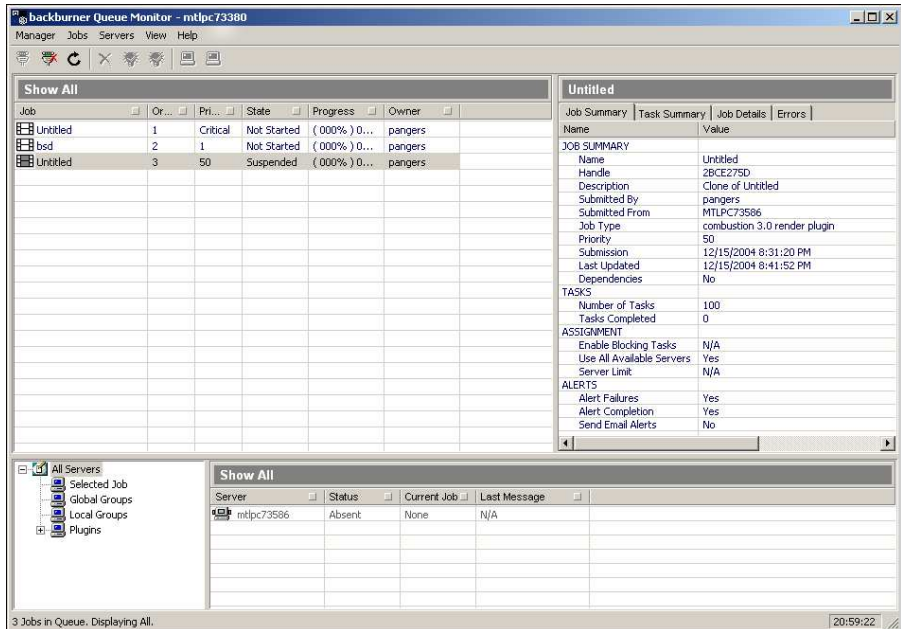 backburner Queue Monitor - mtlpc73380
Manager Jobs Servers View Help
Show All
Job Or... Pri... State Progress Owner
Untitled 1 Critical Not Started ( 000% ) 0... pangers
bsd 2 1 Not Started ( 000% ) 0... pangers
Untitled 3 50 Suspended ( 000% ) 0... pangers
Untitled
Job Summary Task Summary Job Details Errors
Name Value
JOB SUMMARY
Name Untitled
Handle 2BCE275D
Description Clone of Untitled
Submitted By pangers
Submitted From MTLPC73586
Job Type combustion 3.0 render plugin
Priority 50
Submission 12/15/2004 8:31:20 PM
Last Updated 12/15/2004 8:41:52 PM
Dependencies No
TASKS
Number of Tasks 100
Tasks Completed 0
ASSIGNMENT
Enable Blocking Tasks N/A
Use All Available Servers Yes
Server Limit N/A
ALERTS
Alert Failures Yes
Alert Completion Yes
Send Email Alerts No
All Servers
Selected Job
Global Groups
Local Groups
Plugins
Show All
Server Status Current Job Last Message
mtlpc73586 Absent None N/A
3 Jobs in Queue. Displaying All.
20:59:22